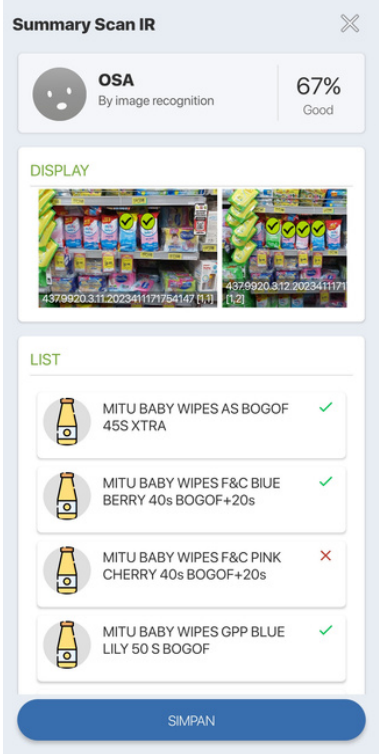 Summary Scan IR
OSA
By image recognition
67%
Good
DISPLAY
437.9920.3.11.2023411171754147 [1,1]
437.9920.3.12.2023411171
[1,2]
LIST
MITU BABY WIPES AS BOGOF
45S XTRA
MITU BABY WIPES F&C BIUE
BERRY 40s BOGOF+20s
MITU BABY WIPES F&C PINK
CHERRY 40s BOGOF+20s
MITU BABY WIPES GPP BLUE
LILY 50 S BOGOF
SIMPAN